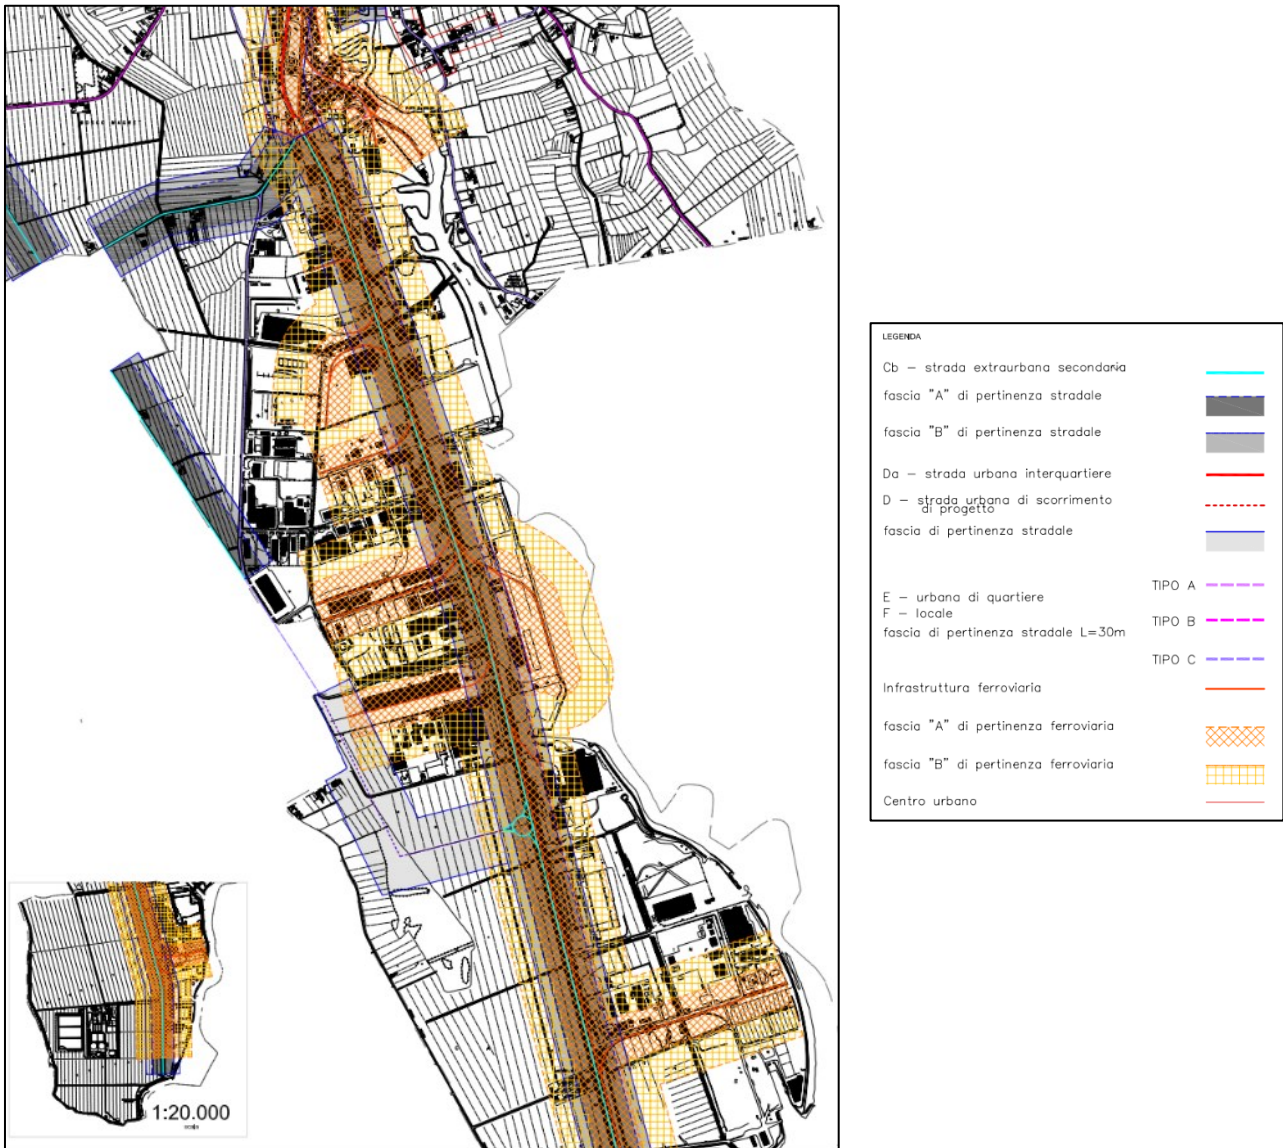 1:20.000
LEGENDA
Cb – strada extraurbana secondaria
fascia "A" di pertinenza stradale
fascia "B" di pertinenza stradale
Da – strada urbana interquartiere
D – strada urbana di scorrimento
di progetto
fascia di pertinenza stradale
TIPO A
E – urbana di quartiere
F – locale
TIPO B
fascia di pertinenza stradale L=30m
TIPO C
Infrastruttura ferroviaria
fascia "A" di pertinenza ferroviaria
fascia "B" di pertinenza ferroviaria
Centro urbano